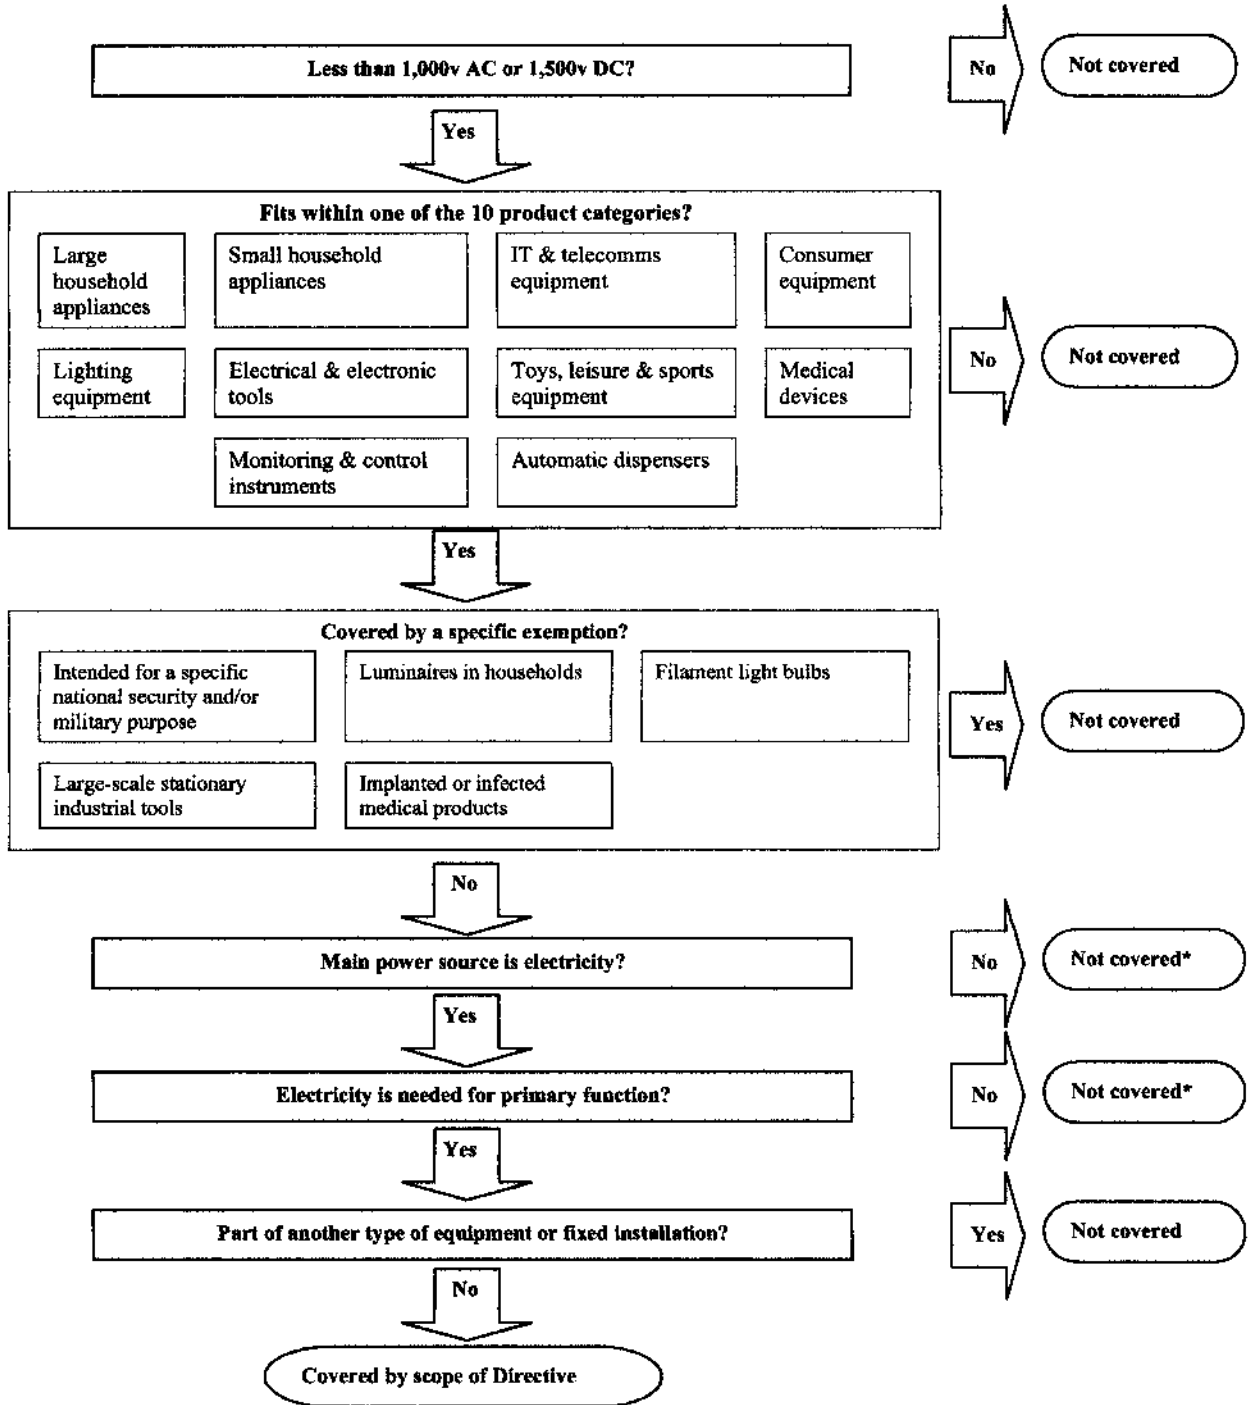 Less than 1,000v AC or 1,500v DC?
No
Not covered
Yes
Fits within one of the 10 product categories?
Large
household
appliances
Small household
appliances
IT & telecomms
equipment
Consumer
equipment
Lighting
equipment
Electrical & electronic
tools
Toys, leisure & sports
equipment
Medical
devices
Monitoring & control
instruments
Automatic dispensers
No
Not covered
Yes
Covered by a specific exemption?
Intended for a specific
national security and/or
military purpose
Luminaires in households
Filament light bulbs
Large-scale stationary
industrial tools
Implanted or infected
medical products
Yes
Not covered
No
Main power source is electricity?
No
Not covered*
Yes
Electricity is needed for primary function?
No
Not covered*
Yes
Part of another type of equipment or fixed installation?
Yes
Not covered
No
Covered by scope of Directive